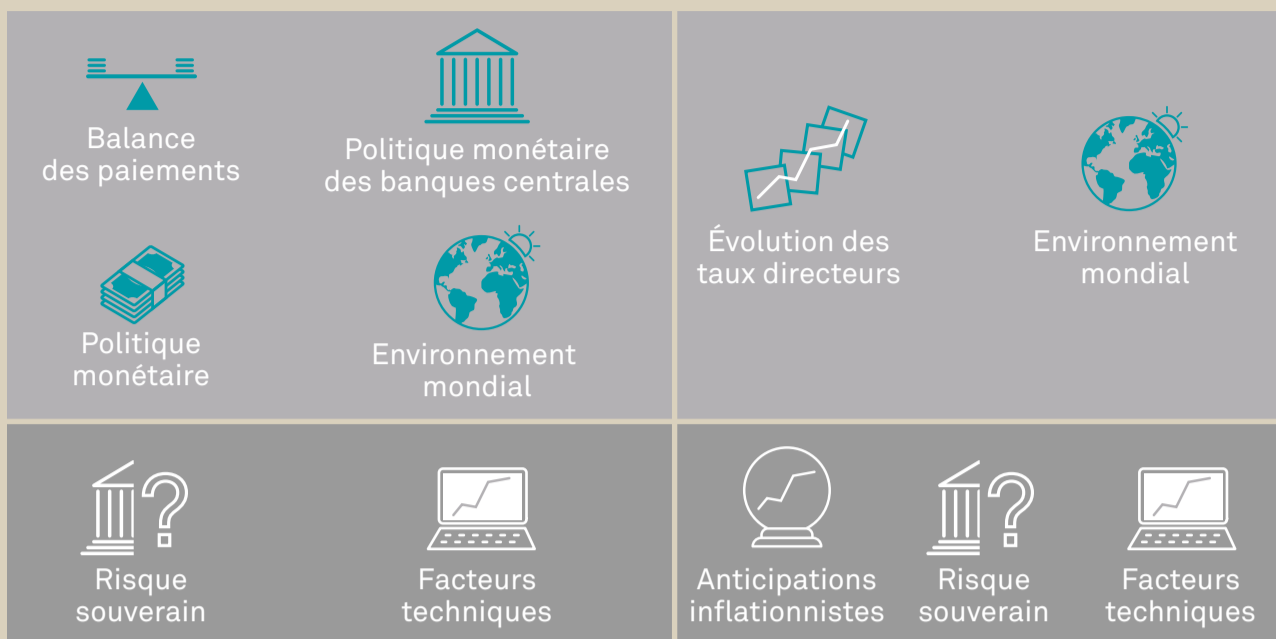 Balance
des paiements
Politique monétaire
des banques centrales
Politique
monétaire
Environnement
mondial
Évolution des
taux directeurs
Environnement
mondial
Risque
souverain
Facteurs
techniques
Anticipations
inflationnistes
Risque
souverain
Facteurs
techniques